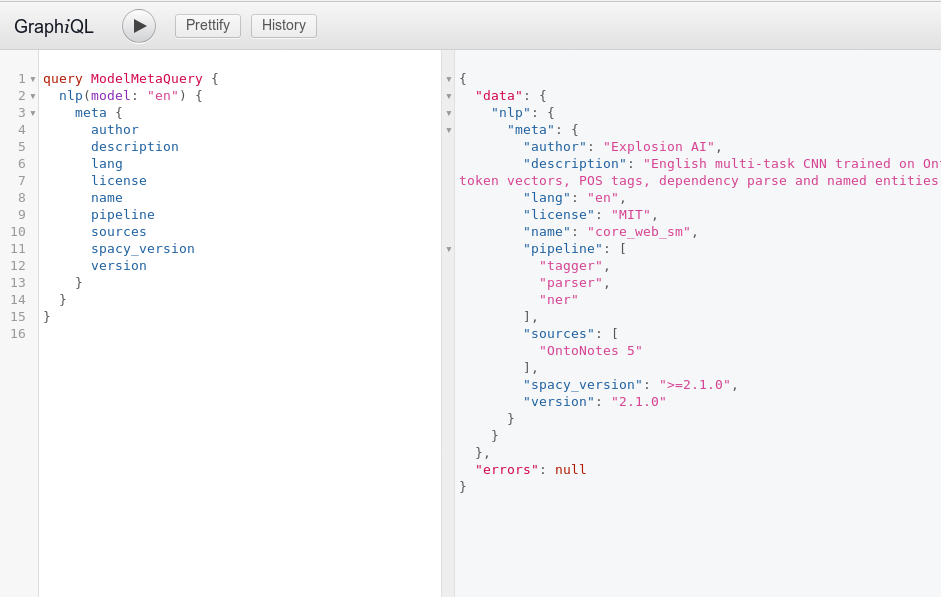 GraphiQL Prettify History
1 query ModelMetaQuery {
2 nlp(model: "en") {
3 meta {
4 author
5 description
6 lang
7 license
8 name
9 pipeline
10 sources
11 spacy_version
12 version
13 }
14 }
15 }
16
{
"data": {
"nlp": {
"meta": {
"author": "Explosion AI",
"description": "English multi-task CNN trained on
token vectors, POS tags, dependency parse and named entities
"lang": "en",
"license": "MIT",
"name": "core_web_sm",
"pipeline": [
"tagger",
"parser",
"ner"
],
"sources": [
"OntoNotes 5"
],
"spacy_version": ">=2.1.0",
"version": "2.1.0"
}
}
},
"errors": null
}